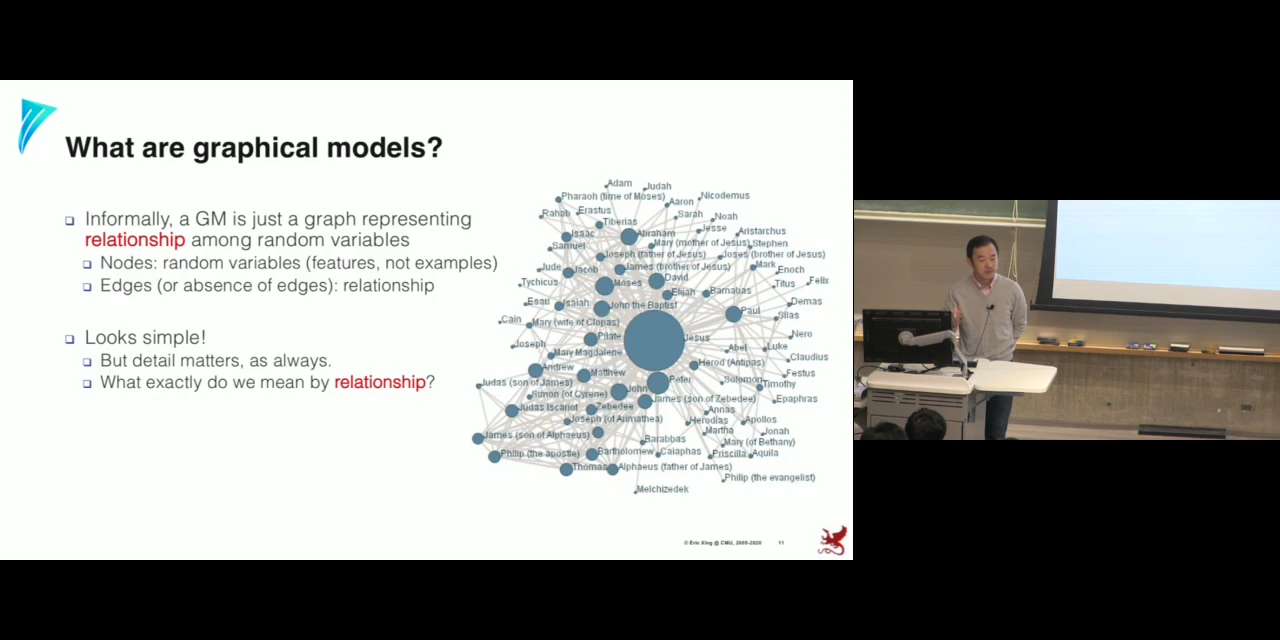 What are graphical models?
❑ Informally, a GM is just a graph representing
relationship among random variables
❑ Nodes: random variables (features, not examples)
❑ Edges (or absence of edges): relationship
❑ Looks simple!
❑ But detail matters, as always.
❑ What exactly do we mean by relationship?
Adam
Judah
Pharaoh (time of Moses)
Nicodemus
Aaron
Rahab
Erastus
Sarah
Noah
Tiberias
Jesse
Isaac
Abraham
Aristarchus
Samuel
Mary (mother of Jesus)
Stephen
Joseph (father of Jesus)
Joses (brother of Jesus)
Jude
Jacob
James (brother of Jesus)
Mark
Enoch
Tychicus
Moses
David
Titus
Felix
Elijah
Barnabas
Esau
Isaiah
John the Baptist
Demas
Paul
Silas
Cain
Mary (wife of Clopas)
Pilate
Jesus
Nero
Joseph
Abel
Luke
Mary Magdalene
Claudius
Andrew
Matthew
Herod (Antipas)
Festus
Judas (son of James)
Peter
Solomon
Timothy
Simon (of Cyrene)
John
James (son of Zebedee)
Epaphras
Judas Iscariot
Zebedee
Annas
Joseph (of Arimathea)
Herodias
Apollos
Martha
Jonah
James (son of Alphaeus)
Barabbas
Mary (of Bethany)
Philip (the apostle)
Bartholomew
Caiaphas
Priscilla
Aquila
Thomas
Alphaeus (father of James)
Philip (the evangelist)
Melchizedek
© Eric Xing @ CMU, 2005-2020
11